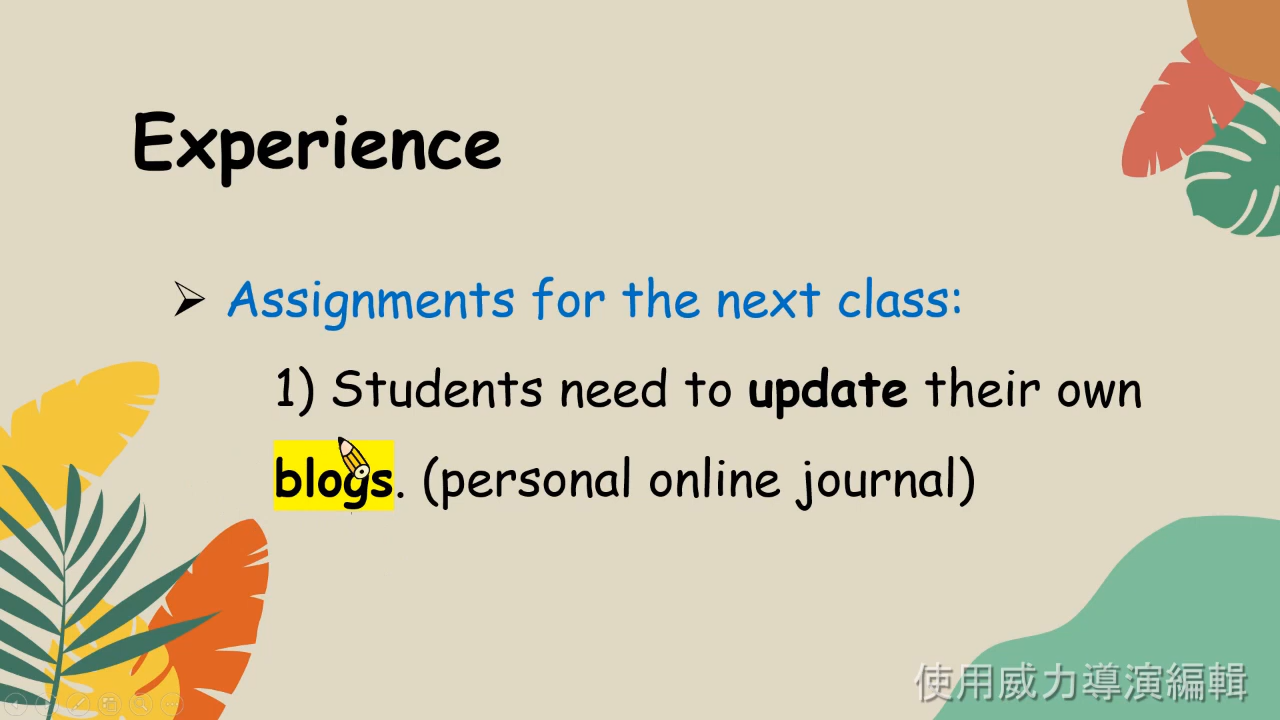 Experience
➢ Assignments for the next class:
1) Students need to update their own
blogs. (personal online journal)
使用威力導演編輯